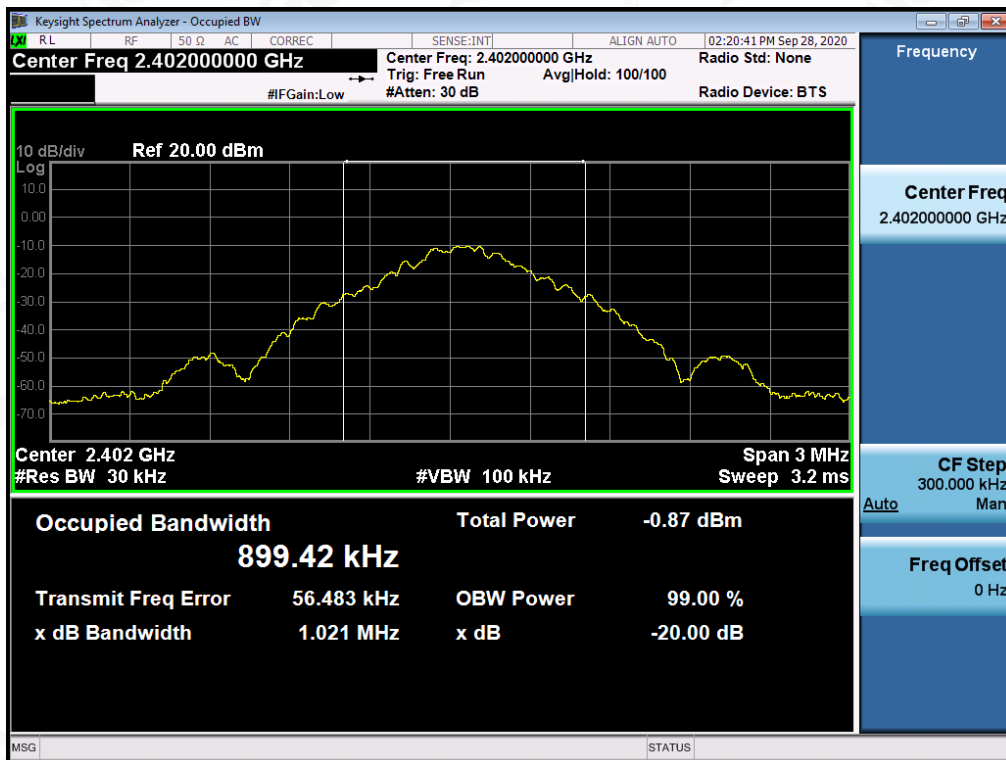 Keysight Spectrum Analyzer - Occupied BW
LXI RL RF 50 Ω AC CORREC SENSE:INT ALIGN AUTO 02:20:41 PM Sep 28, 2020
Center Freq 2.402000000 GHz
Center Freq: 2.402000000 GHz
Radio Std: None
Trig: Free Run Avg|Hold: 100/100
#IFGain:Low
#Atten: 30 dB
Radio Device: BTS
10 dB/div Ref 20.00 dBm
Log
10.0
0.00
-10.0
-20.0
-30.0
-40.0
-50.0
-60.0
-70.0
Center 2.402 GHz Span 3 MHz
#Res BW 30 kHz #VBW 100 kHz Sweep 3.2 ms
Occupied Bandwidth Total Power -0.87 dBm
899.42 kHz
Transmit Freq Error 56.483 kHz OBW Power 99.00 %
x dB Bandwidth 1.021 MHz x dB -20.00 dB
MSG STATUS
Frequency
Center Freq
2.402000000 GHz
CF Step
300.000 kHz
Auto Man
Freq Offset
0 Hz